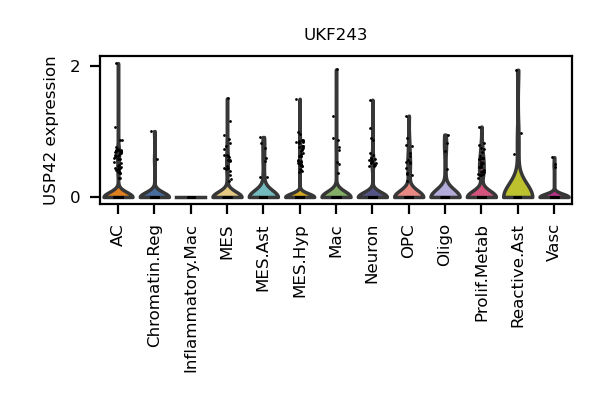 UKF243
USP42 expression
2
0
AC
Chromatin.Reg
Inflammatory.Mac
MES
MES.Ast
MES.Hyp
Mac
Neuron
OPC
Oligo
Prolif.Metab
Reactive.Ast
Vasc